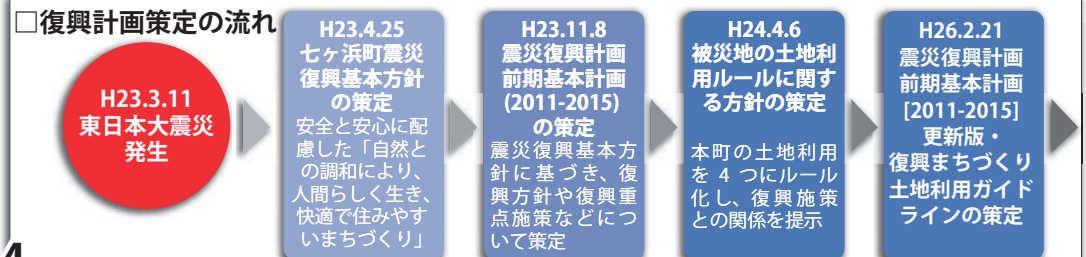 □復興計画策定の流れ
H23.3.11
東日本大震災
発生
H23.4.25
七ヶ浜町震災
復興基本方針
の策定
安全と安心に配
慮した「自然と
の調和により、
人間らしく生き、
快適で住みやす
いまちづくり」
H23.11.8
震災復興計画
前期基本計画
(2011-2015)
の策定
震災復興基本方
針に基づき、復
興方針や復興重
点施策などにつ
いて策定
H24.4.6
被災地の土地利
用ルールに関す
る方針の策定
本町の土地利用
を 4 つにルール
化し、復興施策
との関係を提示
H26.2.21
震災復興計画
前期基本計画
[2011-2015]
更新版・
復興まちづくり
土地利用ガイド
ラインの策定
4